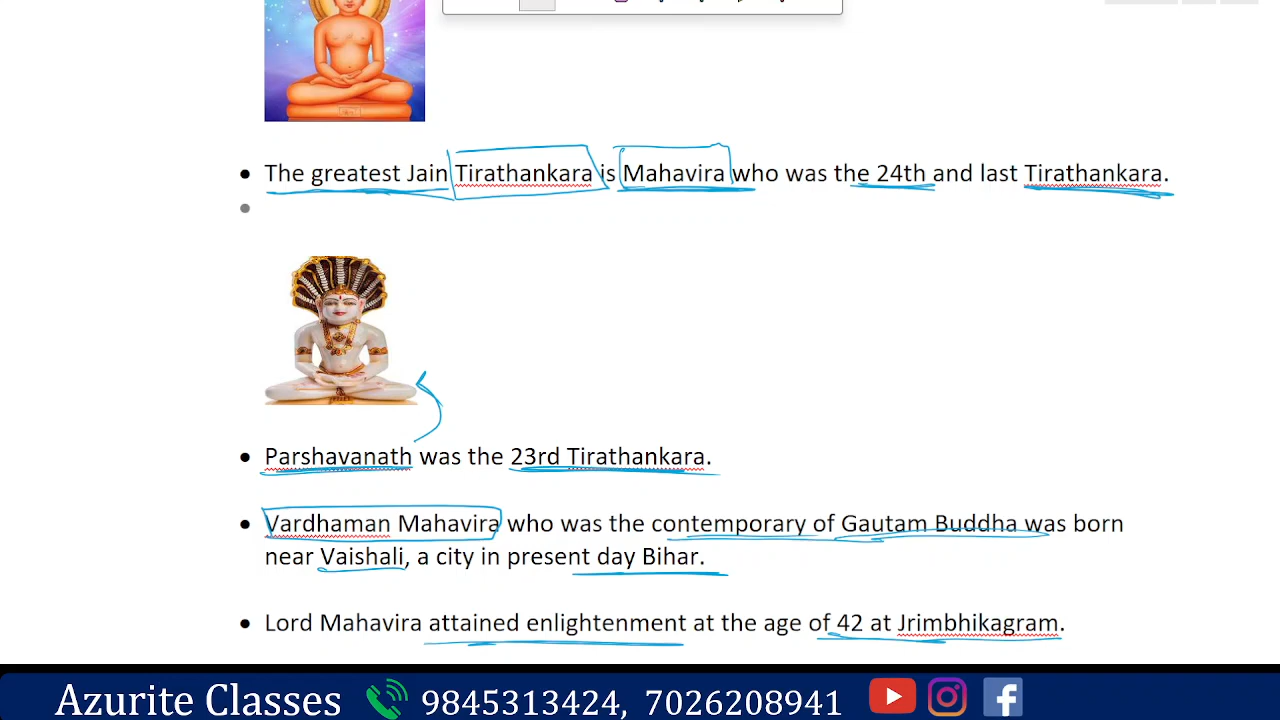 The greatest Jain Tirathankara is Mahavira who was the 24th and last Tirathankara.
Parshavanath was the 23rd Tirathankara.
Vardhaman Mahavira who was the contemporary of Gautam Buddha was born
near Vaishali, a city in present day Bihar.
Lord Mahavira attained enlightenment at the age of 42 at Jrimbhikagram.
Azurite Classes 9845313424, 7026208941